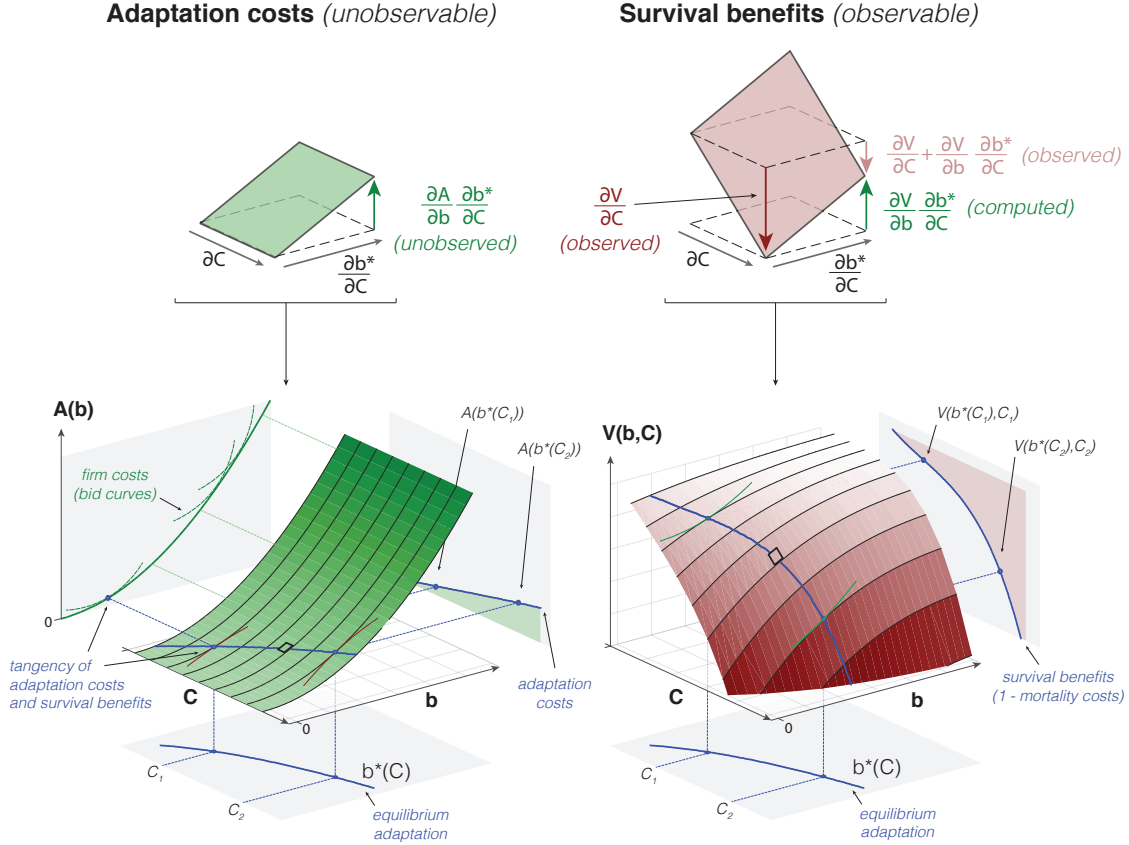 Adaptation costs (unobservable)
Survival benefits (observable)
∂A/∂b ∂b*/∂C
(unobserved)
∂C
∂b*/∂C
∂V/∂C
(observed)
∂V/∂C + ∂V/∂b ∂b*/∂C (observed)
∂V/∂b ∂b*/∂C (computed)
∂C
∂b*/∂C
A(b)
firm costs
(bid curves)
0
tangency of
adaptation costs
and survival benefits
C
b
0
A(b*(C₁))
A(b*(C₂))
adaptation
costs
C₁
C₂
b*(C)
equilibrium
adaptation
V(b,C)
V(b*(C₁),C₁)
V(b*(C₂),C₂)
C
b
0
survival benefits
(1 - mortality costs)
C₁
C₂
b*(C)
equilibrium
adaptation